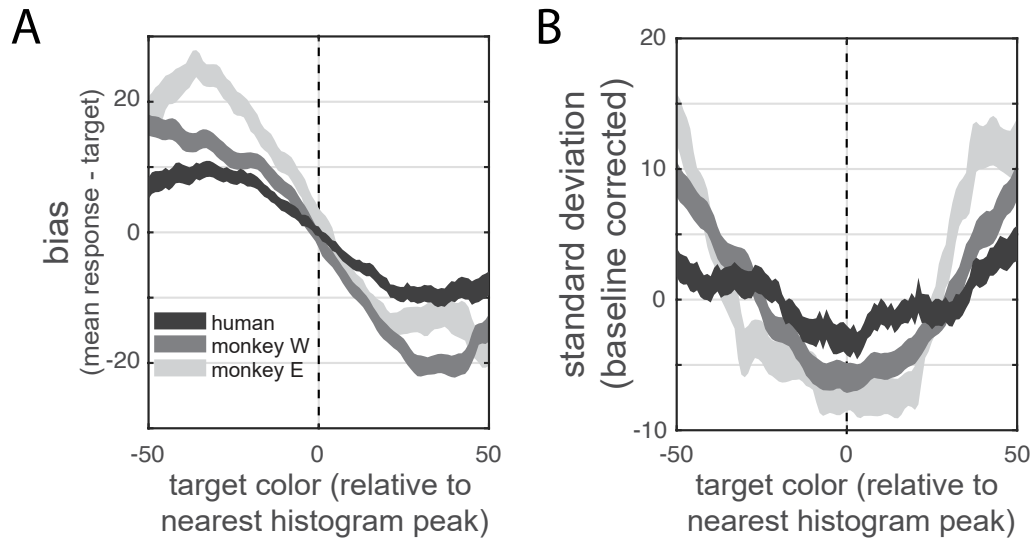 A
bias
(mean response - target)
20
0
-20
human
monkey W
monkey E
-50
0
50
target color (relative to
nearest histogram peak)
B
standard deviation
(baseline corrected)
20
10
0
-10
-50
0
50
target color (relative to
nearest histogram peak)